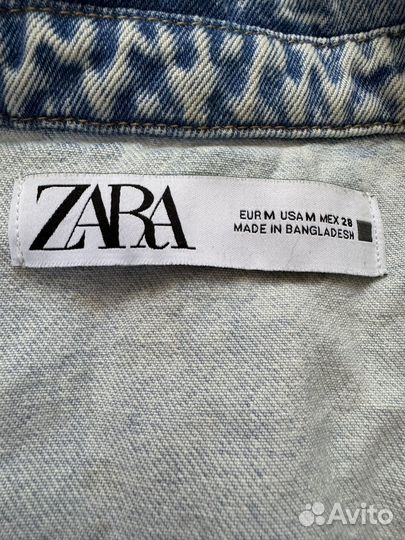 ZARA
EUR M USA M MEX 28
MADE IN BANGLADESH
Avito